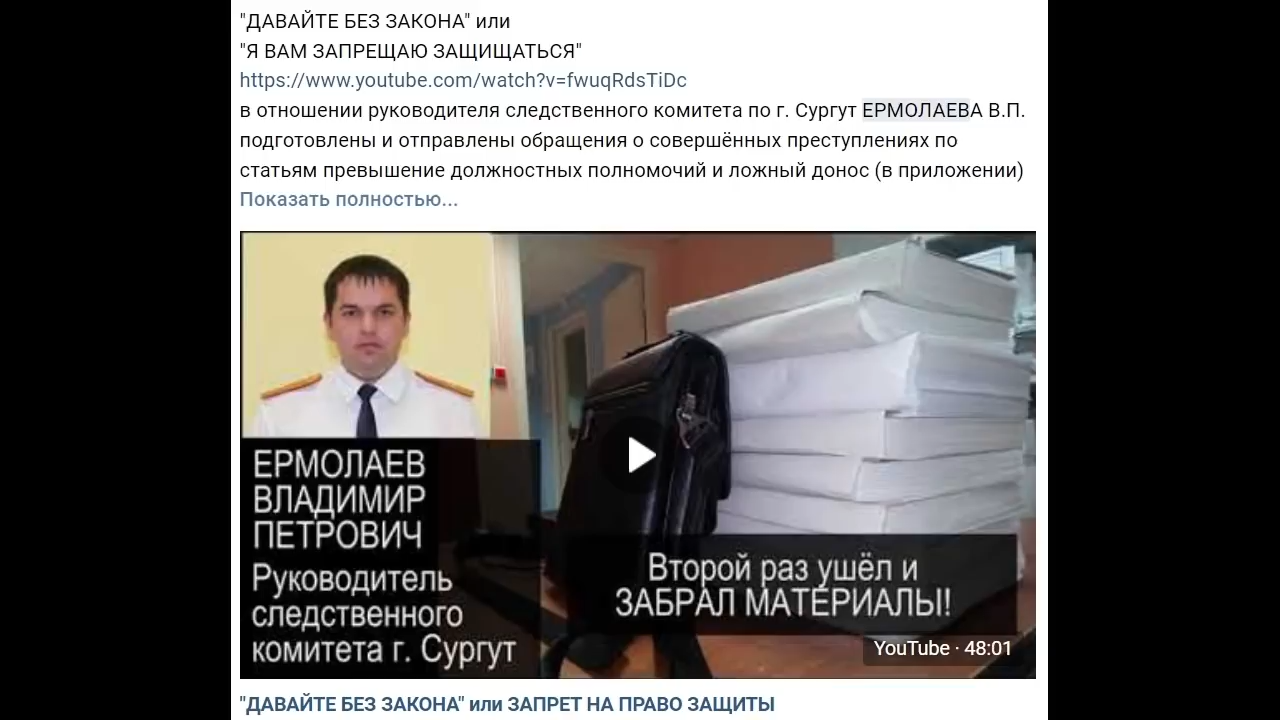 "ДАВАЙТЕ БЕЗ ЗАКОНА" или
"Я ВАМ ЗАПРЕЩАЮ ЗАЩИЩАТЬСЯ"
https://www.youtube.com/watch?v=fwuqRdsTiDc
в отношении руководителя следственного комитета по г. Сургут ЕРМОЛАЕВА В.П.
подготовлены и отправлены обращения о совершённых преступлениях по
статьям превышение должностных полномочий и ложный донос (в приложении)
Показать полностью...
ЕРМОЛАЕВ
ВЛАДИМИР
ПЕТРОВИЧ
Руководитель
следственного
комитета г. Сургут
Второй раз ушёл и
ЗАБРАЛ МАТЕРИАЛЫ!
YouTube · 48:01
"ДАВАЙТЕ БЕЗ ЗАКОНА" или ЗАПРЕТ НА ПРАВО ЗАЩИТЫ